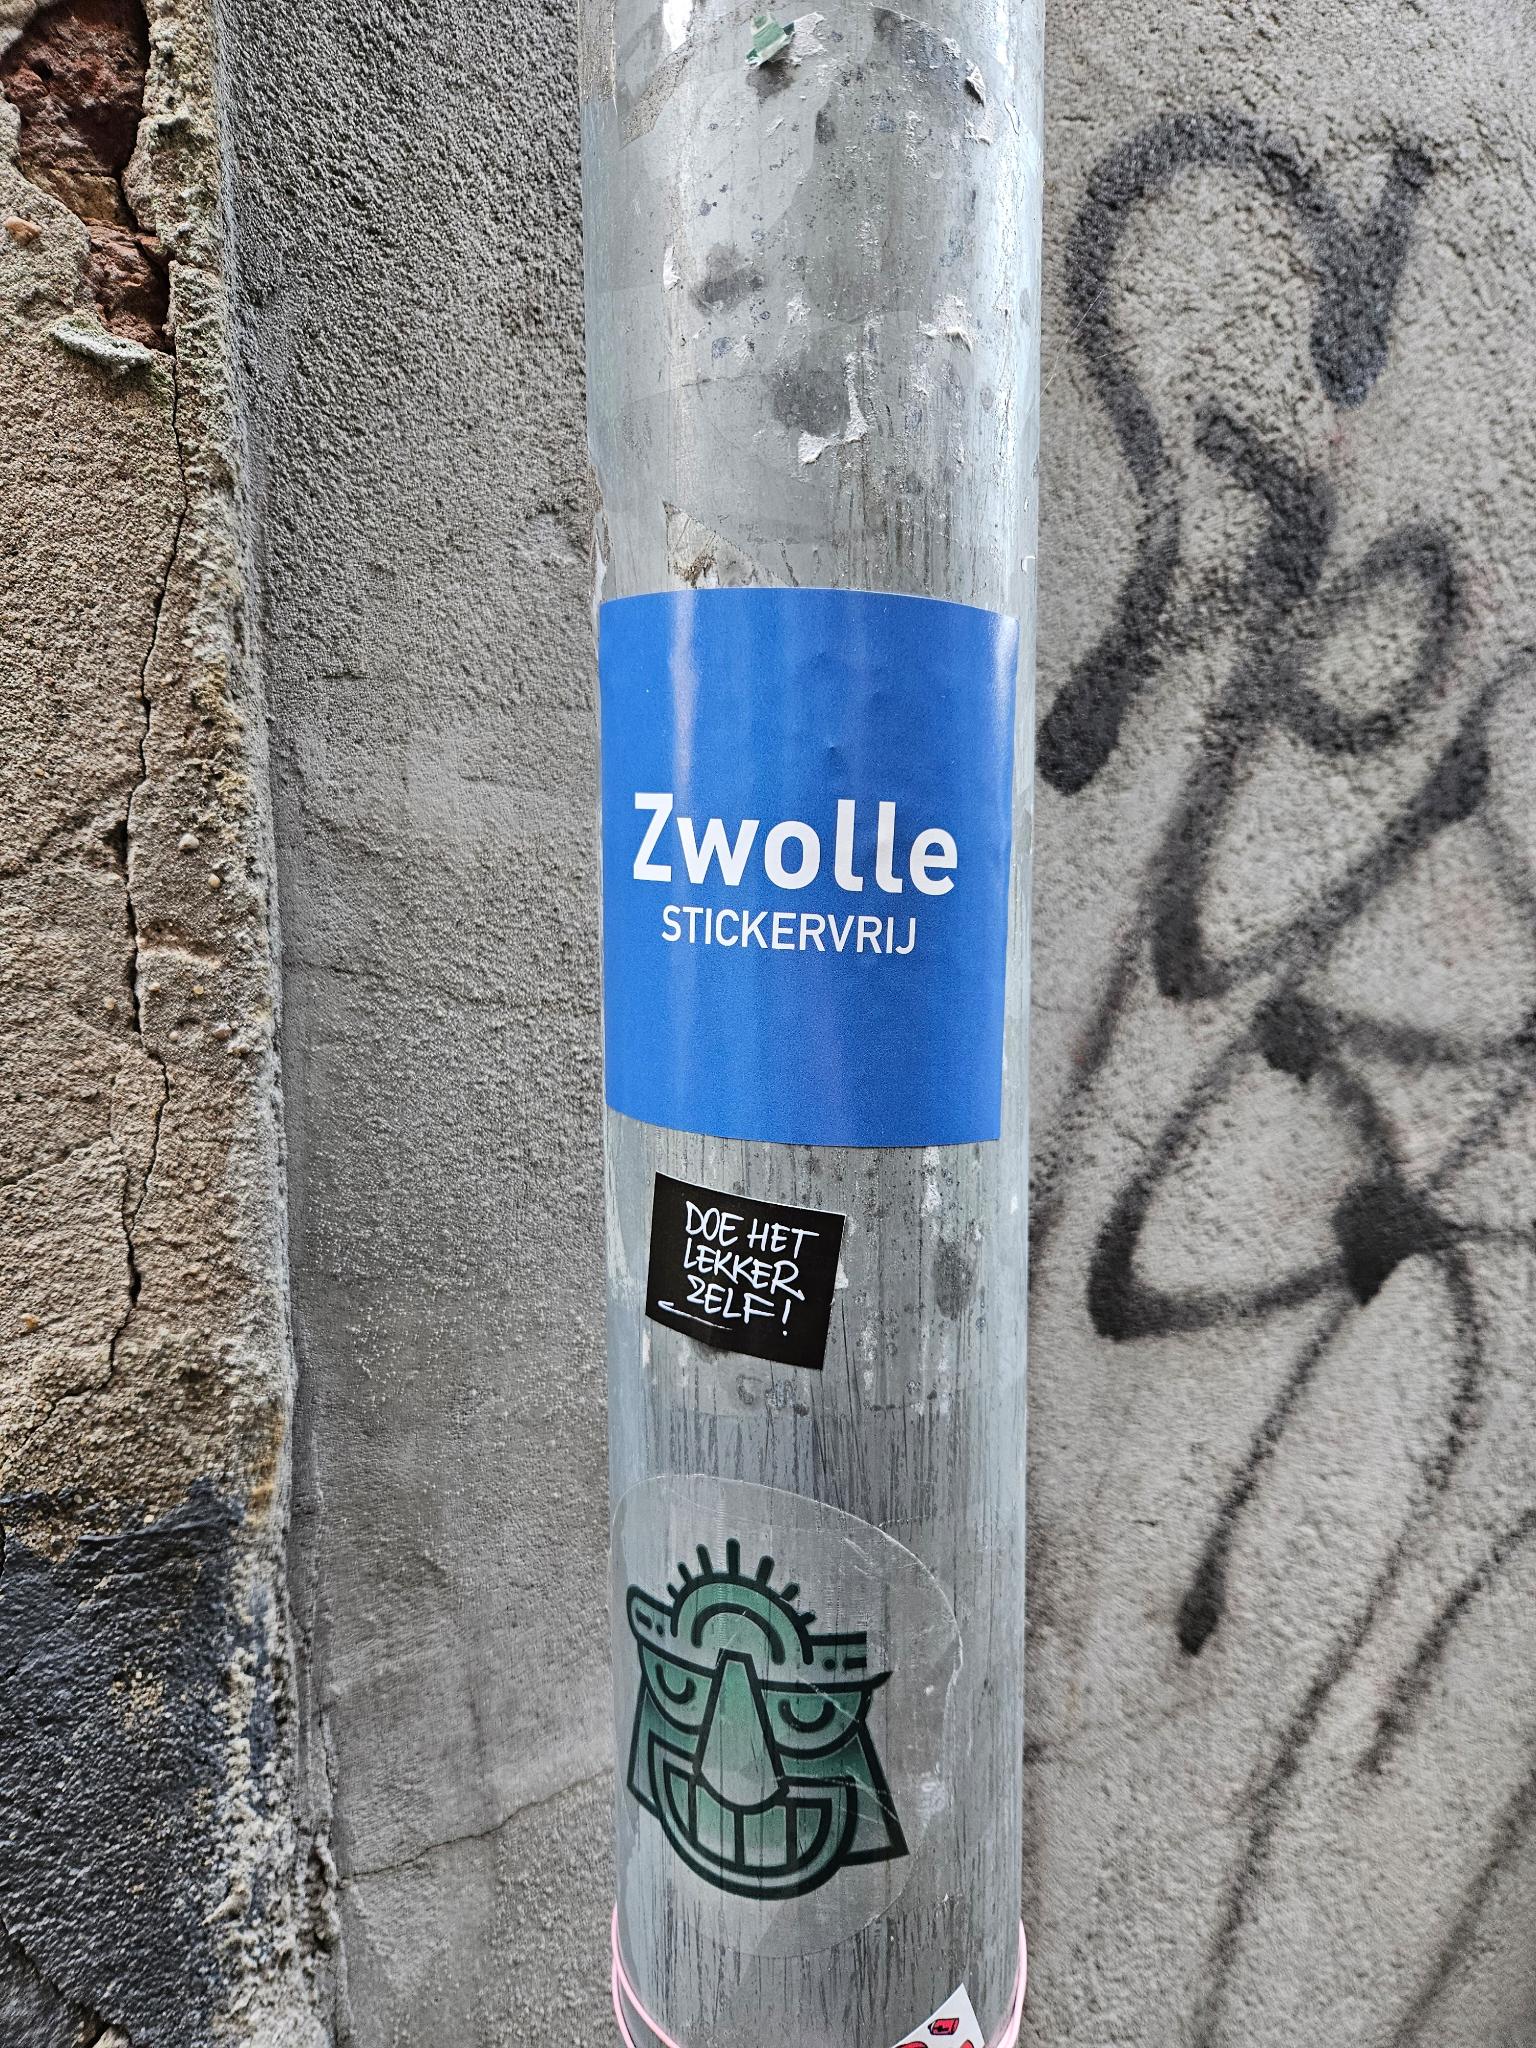 Zwolle
STICKERVRIJ
DOE HET
LEKKER
ZELF!